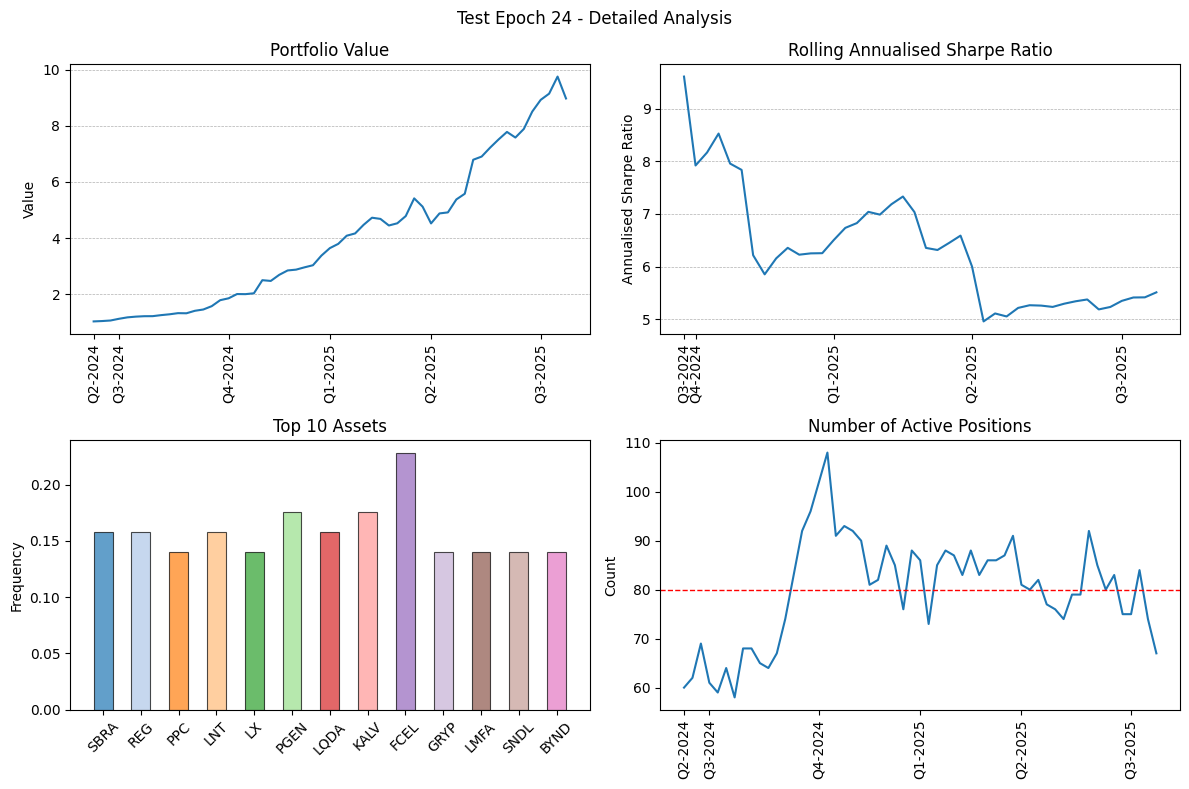 Test Epoch 24 - Detailed Analysis
Portfolio Value
Value
10
8
6
4
2
Q2-2024
Q3-2024
Q4-2024
Q1-2025
Q2-2025
Q3-2025
Rolling Annualised Sharpe Ratio
Annualised Sharpe Ratio
9
8
7
6
5
Q3-2024
Q4-2024
Q1-2025
Q2-2025
Q3-2025
Top 10 Assets
Frequency
0.20
0.15
0.10
0.05
0.00
SBRA
REG
PPC
LNT
LX
PGEN
LQDA
KALV
FCEL
GRYP
LMFA
SNDL
BYND
Number of Active Positions
Count
110
100
90
80
70
60
Q2-2024
Q3-2024
Q4-2024
Q1-2025
Q2-2025
Q3-2025